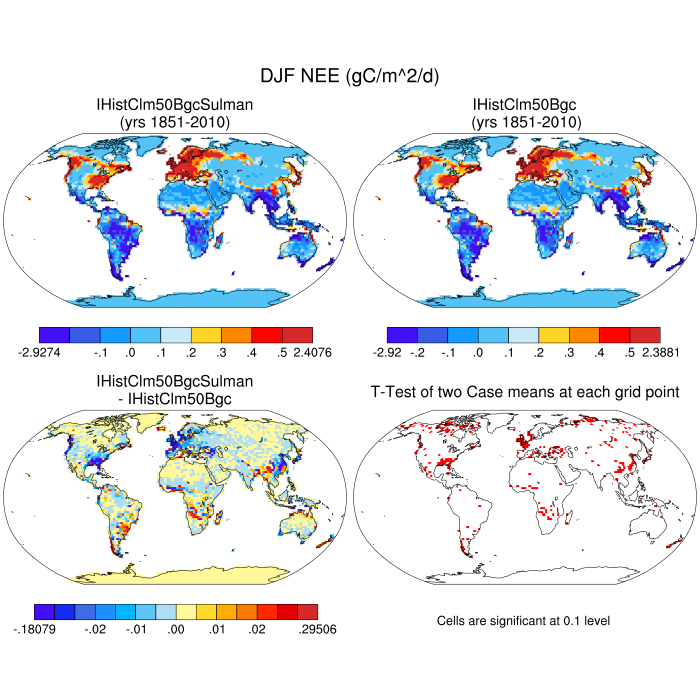 DJF NEE (gC/m^2/d)
IHistClm50BgcSulman
(yrs 1851-2010)
IHistClm50Bgc
(yrs 1851-2010)
-2.9274 -.1 .0 .1 .2 .3 .4 .5 2.4076
-2.92 -.2 -.1 .0 .1 .2 .3 .4 .5 2.3881
IHistClm50BgcSulman
- IHistClm50Bgc
T-Test of two Case means at each grid point
-.18079 -.02 -.01 .00 .01 .02 .29506
Cells are significant at 0.1 level